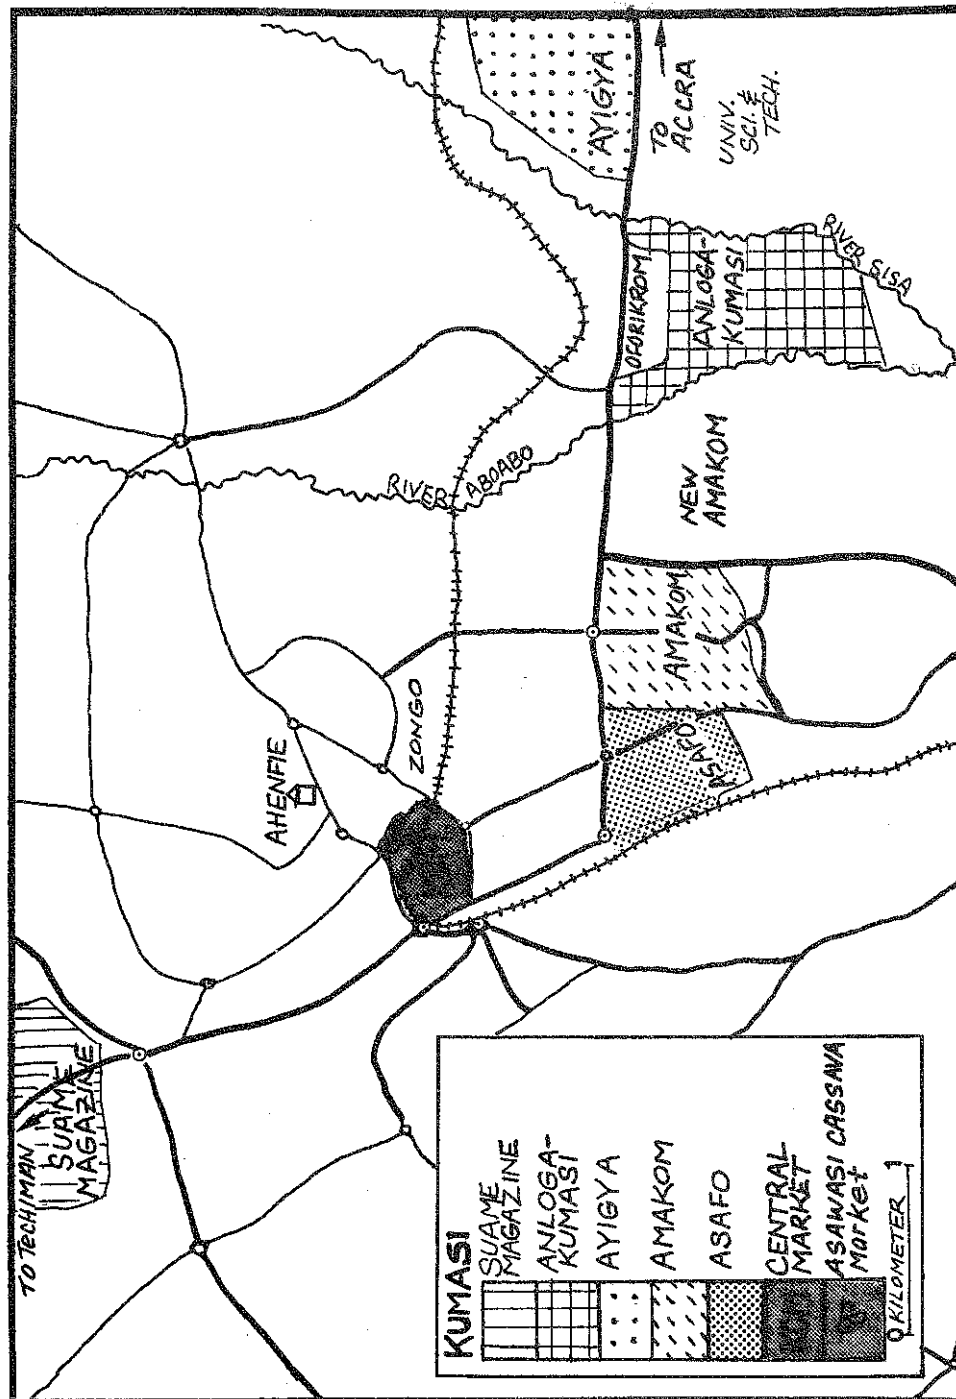 TO TECHIMAN
SUAME
MAGAZINE
AHENFIE
ZONGO
RIVER ABOABO
AYIGYA
TO
ACCRA
UNIV.
SCI. &
TECH.
OFORIKROM
ANLOGA-
KUMASI
RIVER SISA
NEW
AMAKOM
AMAKOM
ASAFO
KUMASI
SUAME
MAGAZINE
ANLOGA-
KUMASI
AYIGYA
AMAKOM
ASAFO
CENTRAL
MARKET
ASAWASI CASSAVA
Market
0 KILOMETER 1